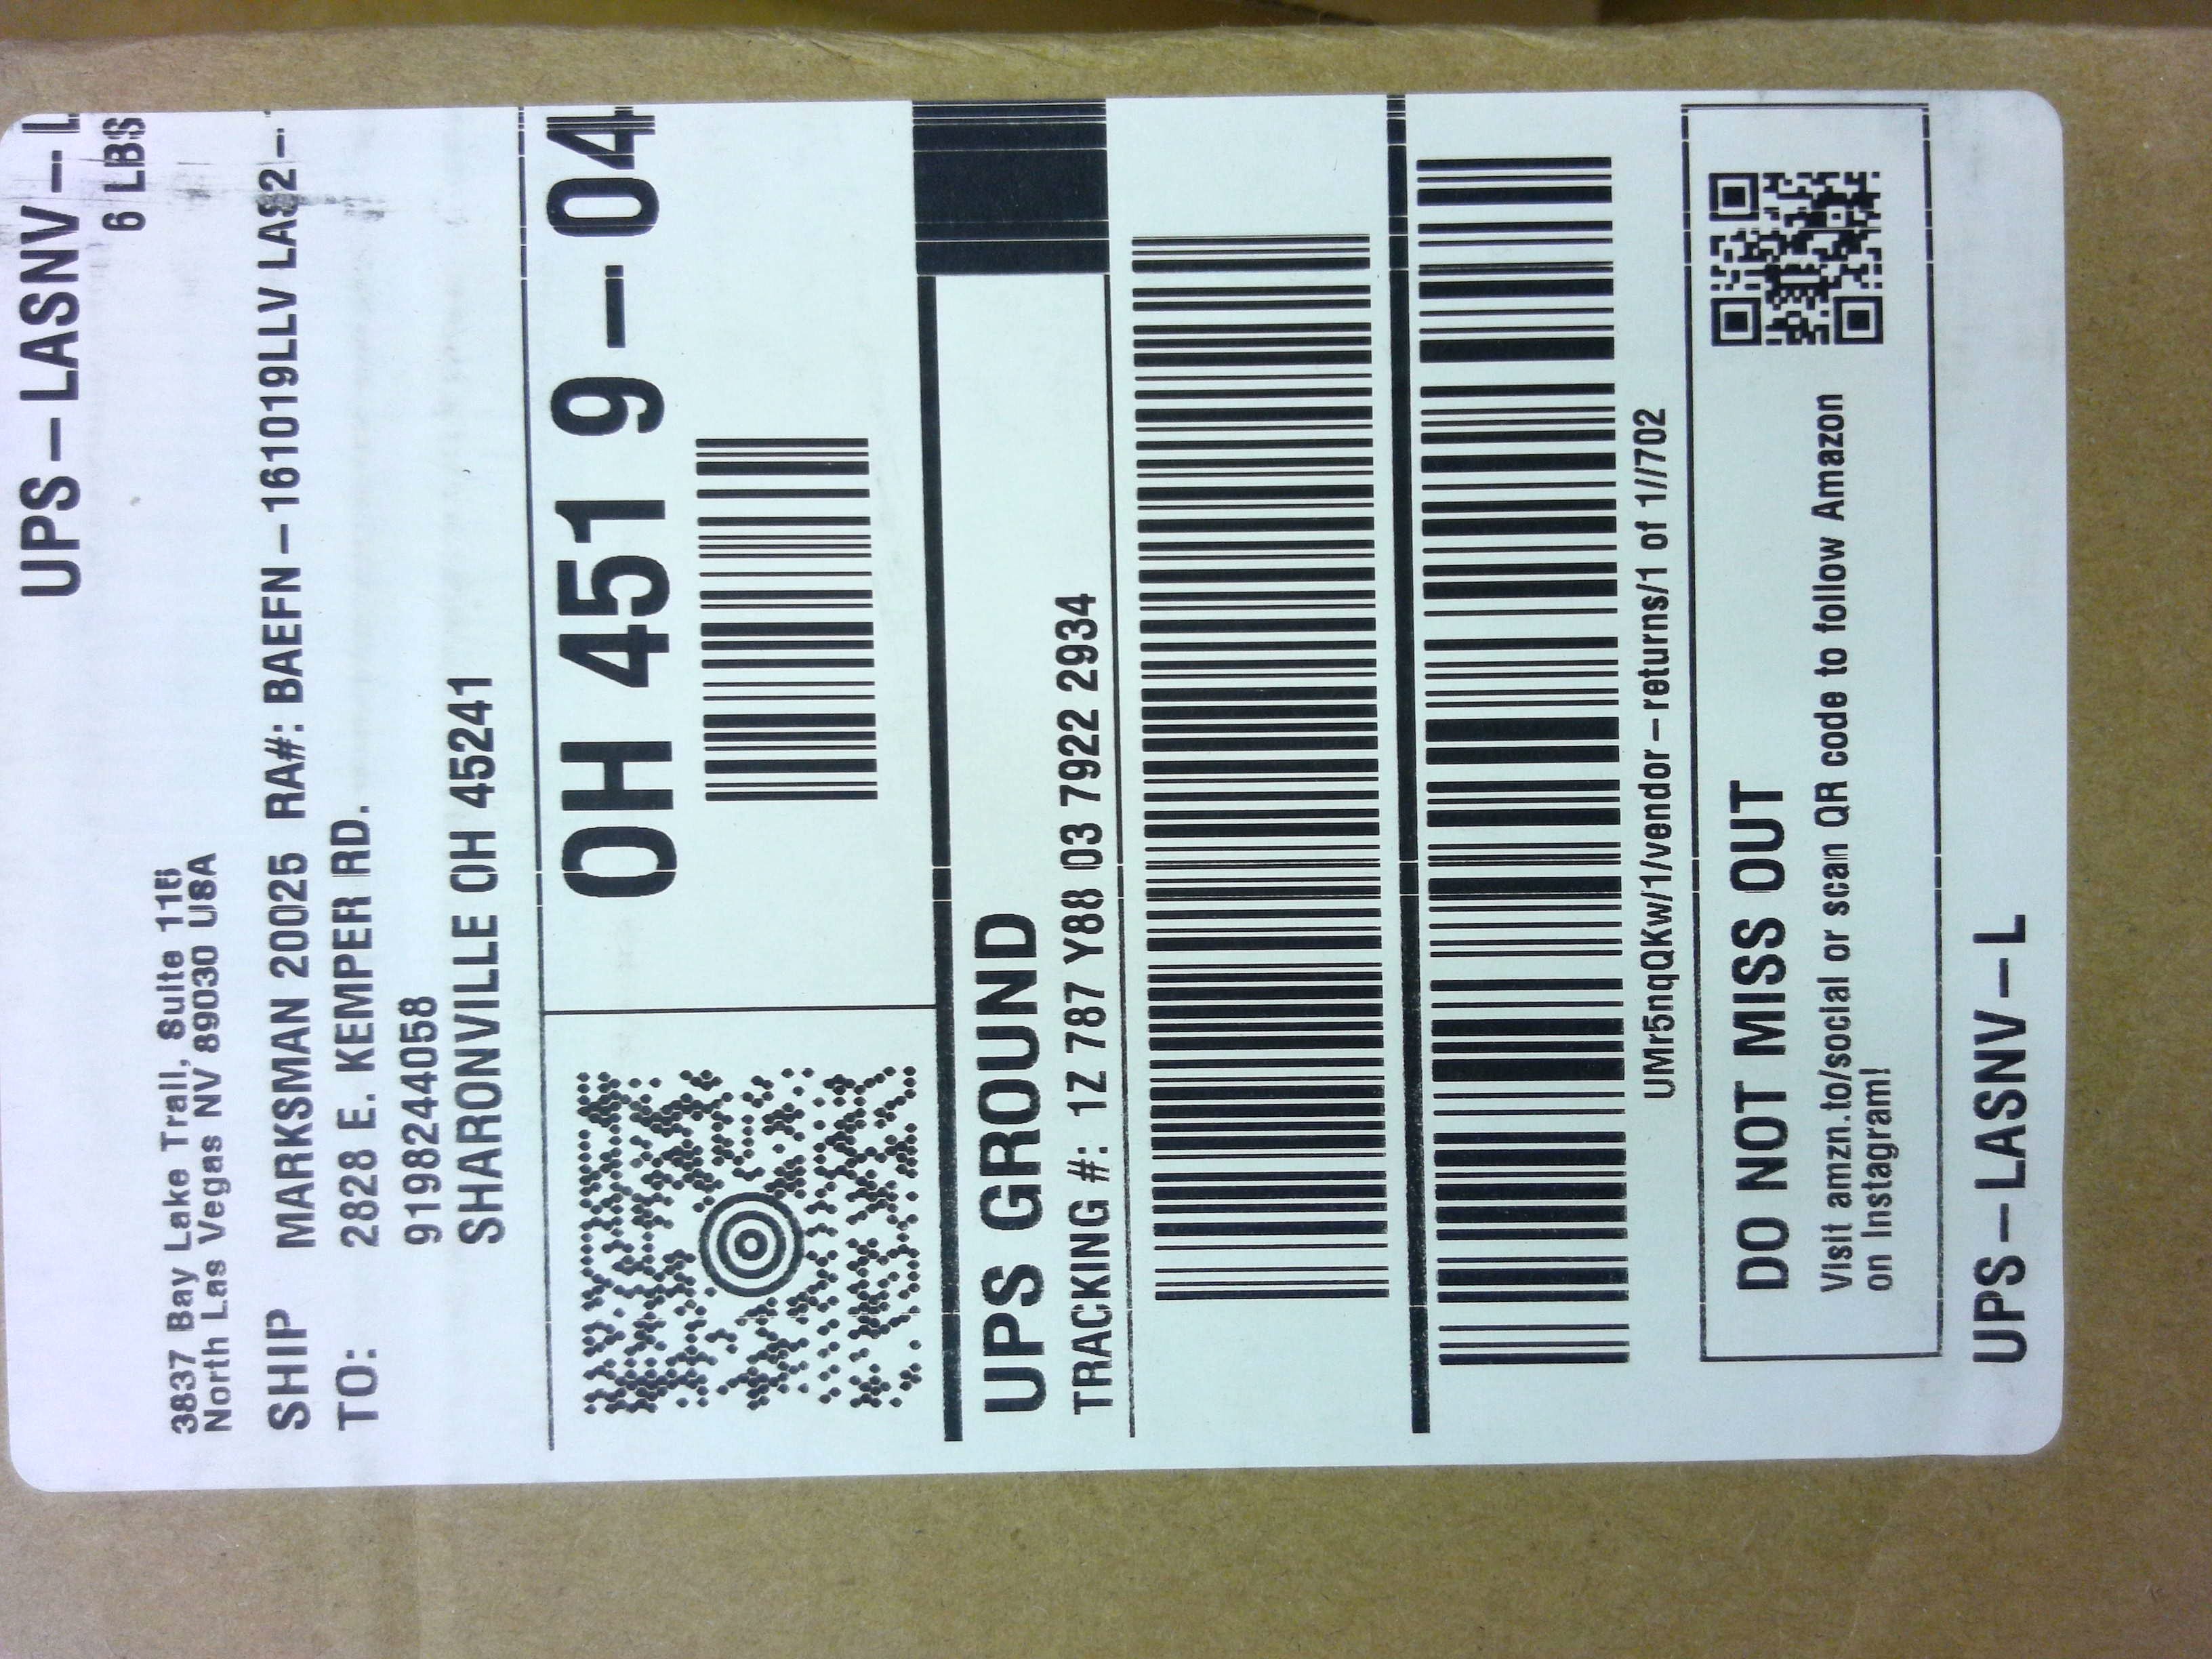 UPS – LASNV – L
6 LBS
3837 Bay Lake Trail, Suite
North Las Vegas NV 89030 USA
SHIP MARKSMAN 20025 RA#: BAEFN – 161019LLV LAS2 –
TO: 2828 E. KEMPER RD.
9198244058
SHARONVILLE OH 45241
OH 451 9 – 04
UPS GROUND
TRACKING #: 1Z 787 Y88 03 7922 2934
UMr5nqQKw/1/vendor – returns/1 of 1//702
DO NOT MISS OUT
Visit amzn.to/social or scan QR code to follow Amazon
on Instagram!
UPS – LASNV – L